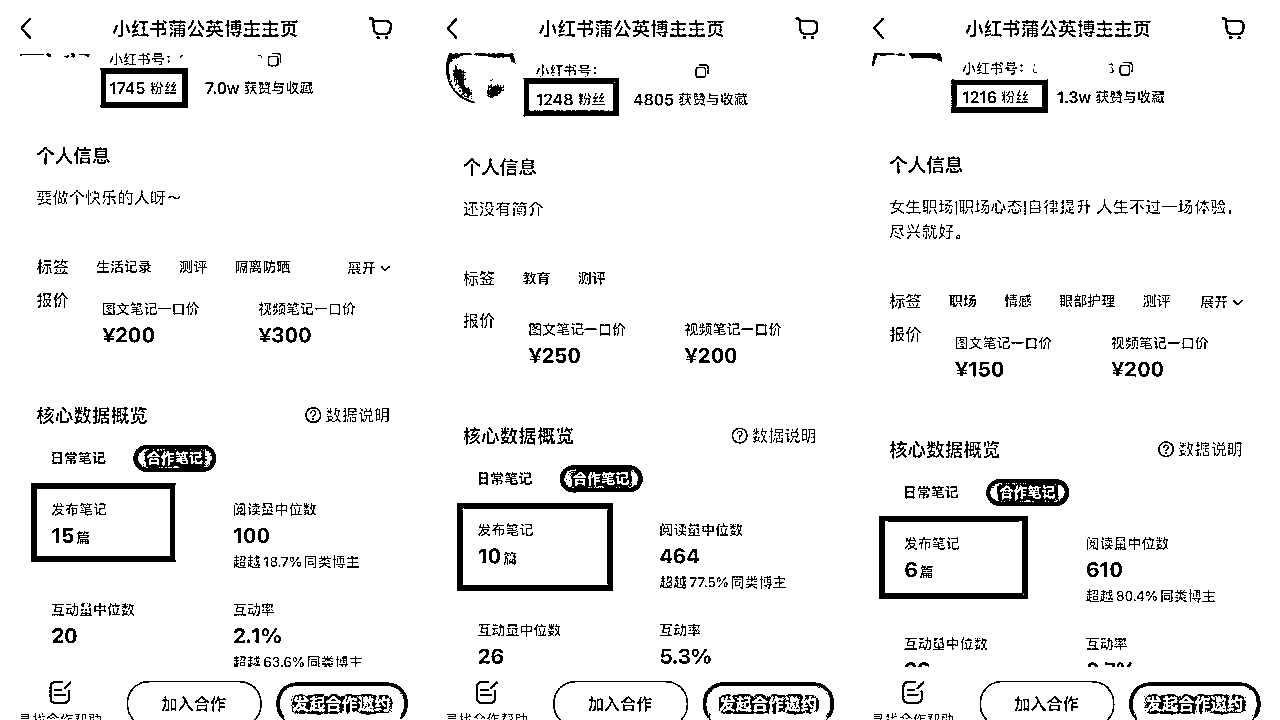 小红书蒲公英博主主页
小红书号：
1745 粉丝
7.0w 获赞与收藏
个人信息
要做个快乐的人呀～
标签 生活记录 测评 隔离防晒 展开
报价 图文笔记一口价 视频笔记一口价
¥200 ¥300
核心数据概览 数据说明
日常笔记 合作笔记
发布笔记 阅读量中位数
15篇 100
超越18.7%同类博主
互动量中位数 互动率
20 2.1%
超越63.6%同类博主
寻找合作帮助 加入合作 发起合作邀约
小红书蒲公英博主主页
小红书号：
1248 粉丝
4805 获赞与收藏
个人信息
还没有简介
标签 教育 测评
报价 图文笔记一口价 视频笔记一口价
¥250 ¥200
核心数据概览 数据说明
日常笔记 合作笔记
发布笔记 阅读量中位数
10篇 464
超越77.5%同类博主
互动量中位数 互动率
26 5.3%
寻找合作帮助 加入合作 发起合作邀约
小红书蒲公英博主主页
小红书号：
1216 粉丝
1.3w 获赞与收藏
个人信息
女生职场|职场心态|自律提升 人生不过一场体验，
尽兴就好。
标签 职场 情感 眼部护理 测评 展开
报价 图文笔记一口价 视频笔记一口价
¥150 ¥200
核心数据概览 数据说明
日常笔记 合作笔记
发布笔记 阅读量中位数
6篇 610
超越80.4%同类博主
互动量中位数 互动率
寻找合作帮助 加入合作 发起合作邀约